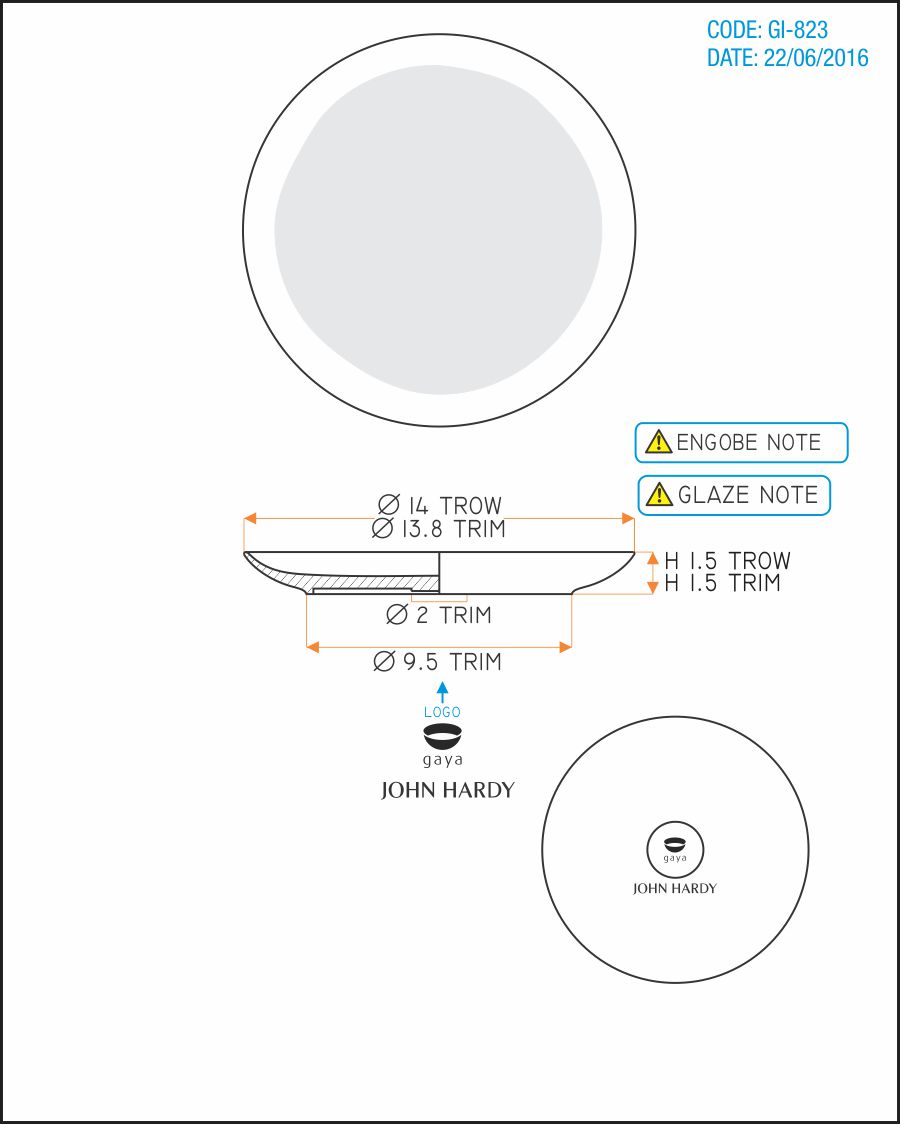 CODE: GI-823
DATE: 22/06/2016
ENGOBE NOTE
GLAZE NOTE
Ø 14 TROW
Ø 13.8 TRIM
H 1.5 TROW
H 1.5 TRIM
Ø 2 TRIM
Ø 9.5 TRIM
LOGO
gaya
JOHN HARDY
gaya
JOHN HARDY